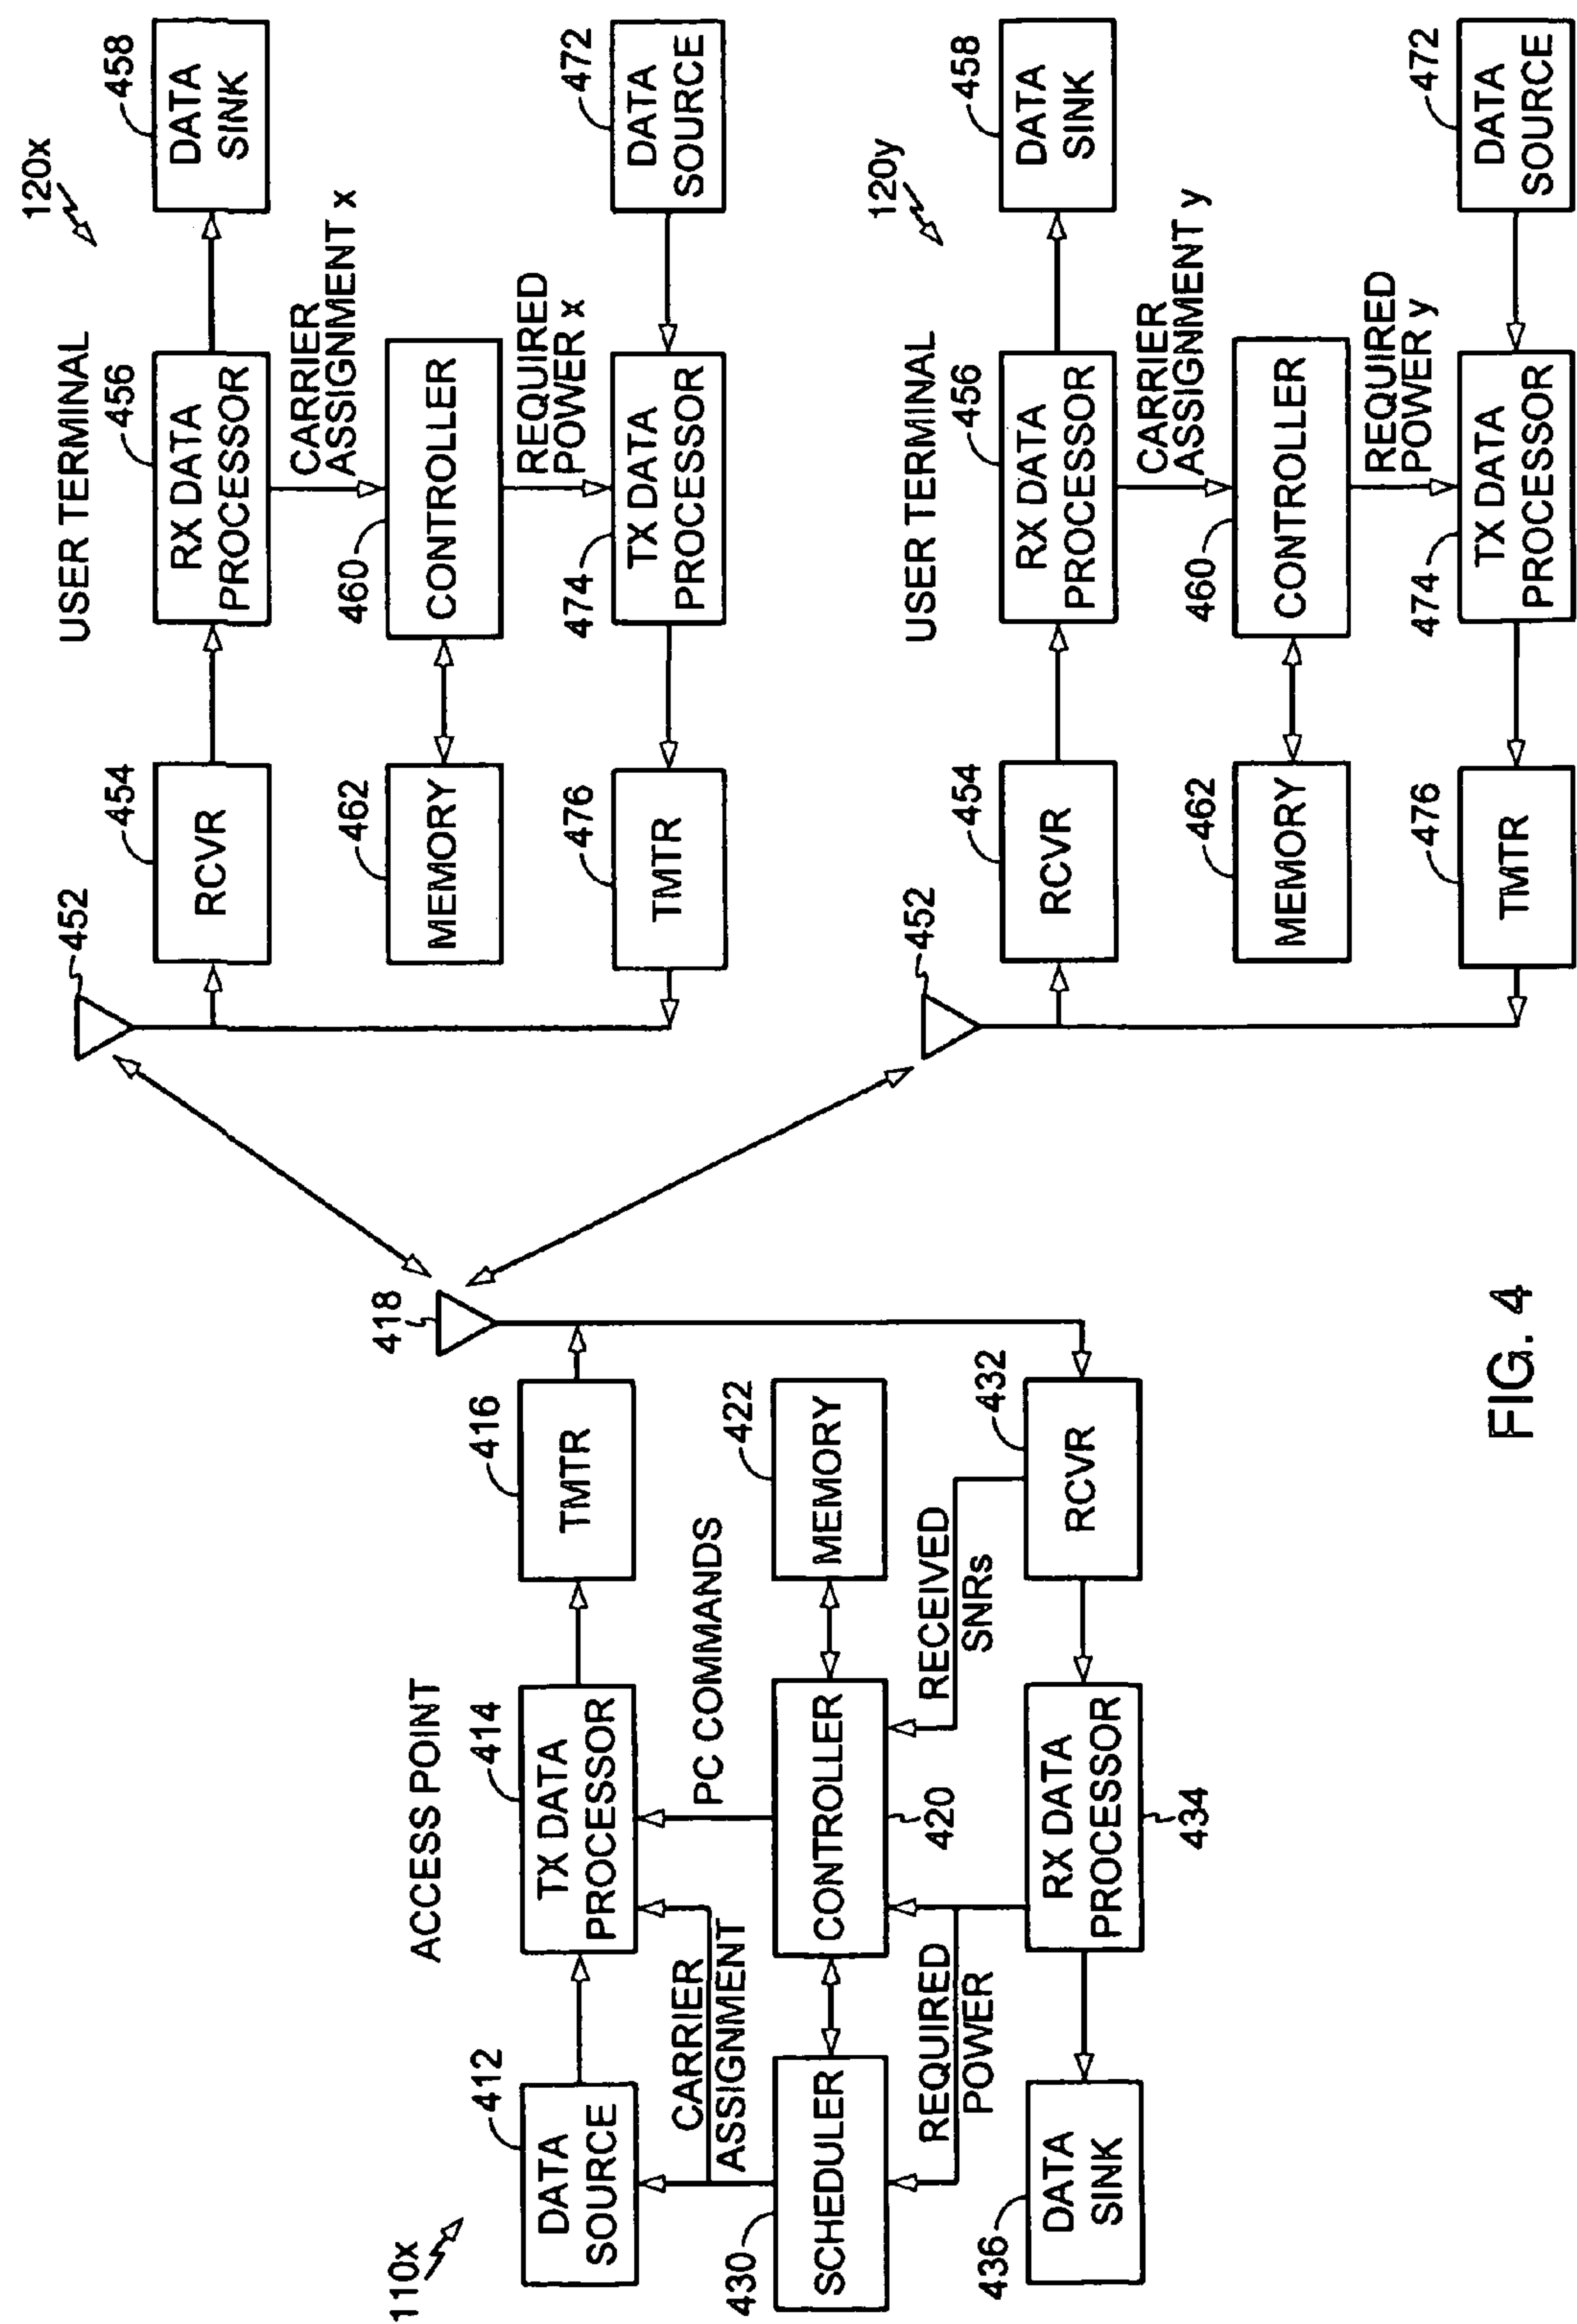 110x
ACCESS POINT
412
DATA
SOURCE
414
TX DATA
PROCESSOR
416
TMTR
418
CARRIER
ASSIGNMENT
PC COMMANDS
430
SCHEDULER
CONTROLLER
420
422
MEMORY
REQUIRED
POWER
RECEIVED
SNRs
436
DATA
SINK
RX DATA
PROCESSOR
434
432
RCVR
USER TERMINAL
120x
452
454
RCVR
456
RX DATA
PROCESSOR
458
DATA
SINK
CARRIER
ASSIGNMENT x
462
MEMORY
460
CONTROLLER
REQUIRED
POWER x
476
TMTR
474
TX DATA
PROCESSOR
472
DATA
SOURCE
USER TERMINAL
120y
452
454
RCVR
456
RX DATA
PROCESSOR
458
DATA
SINK
CARRIER
ASSIGNMENT y
462
MEMORY
460
CONTROLLER
REQUIRED
POWER y
476
TMTR
474
TX DATA
PROCESSOR
472
DATA
SOURCE
FIG. 4